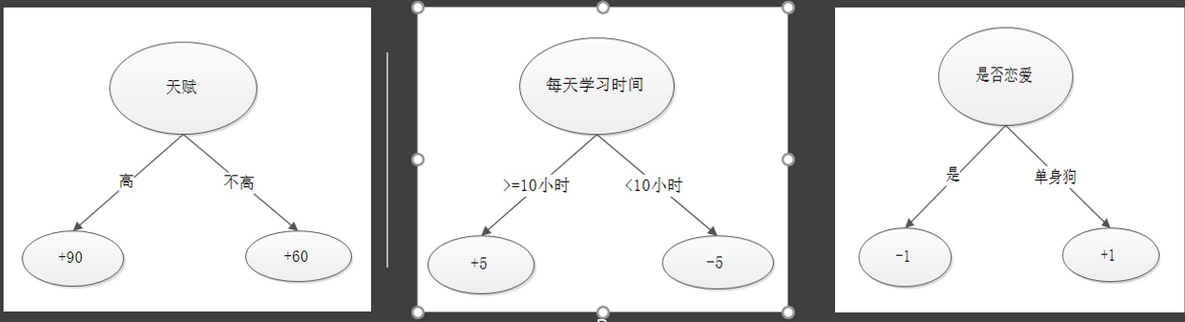 天赋
高
不高
+90
+60
每天学习时间
>=10小时
<10小时
+5
-5
是否恋爱
是
单身狗
-1
+1